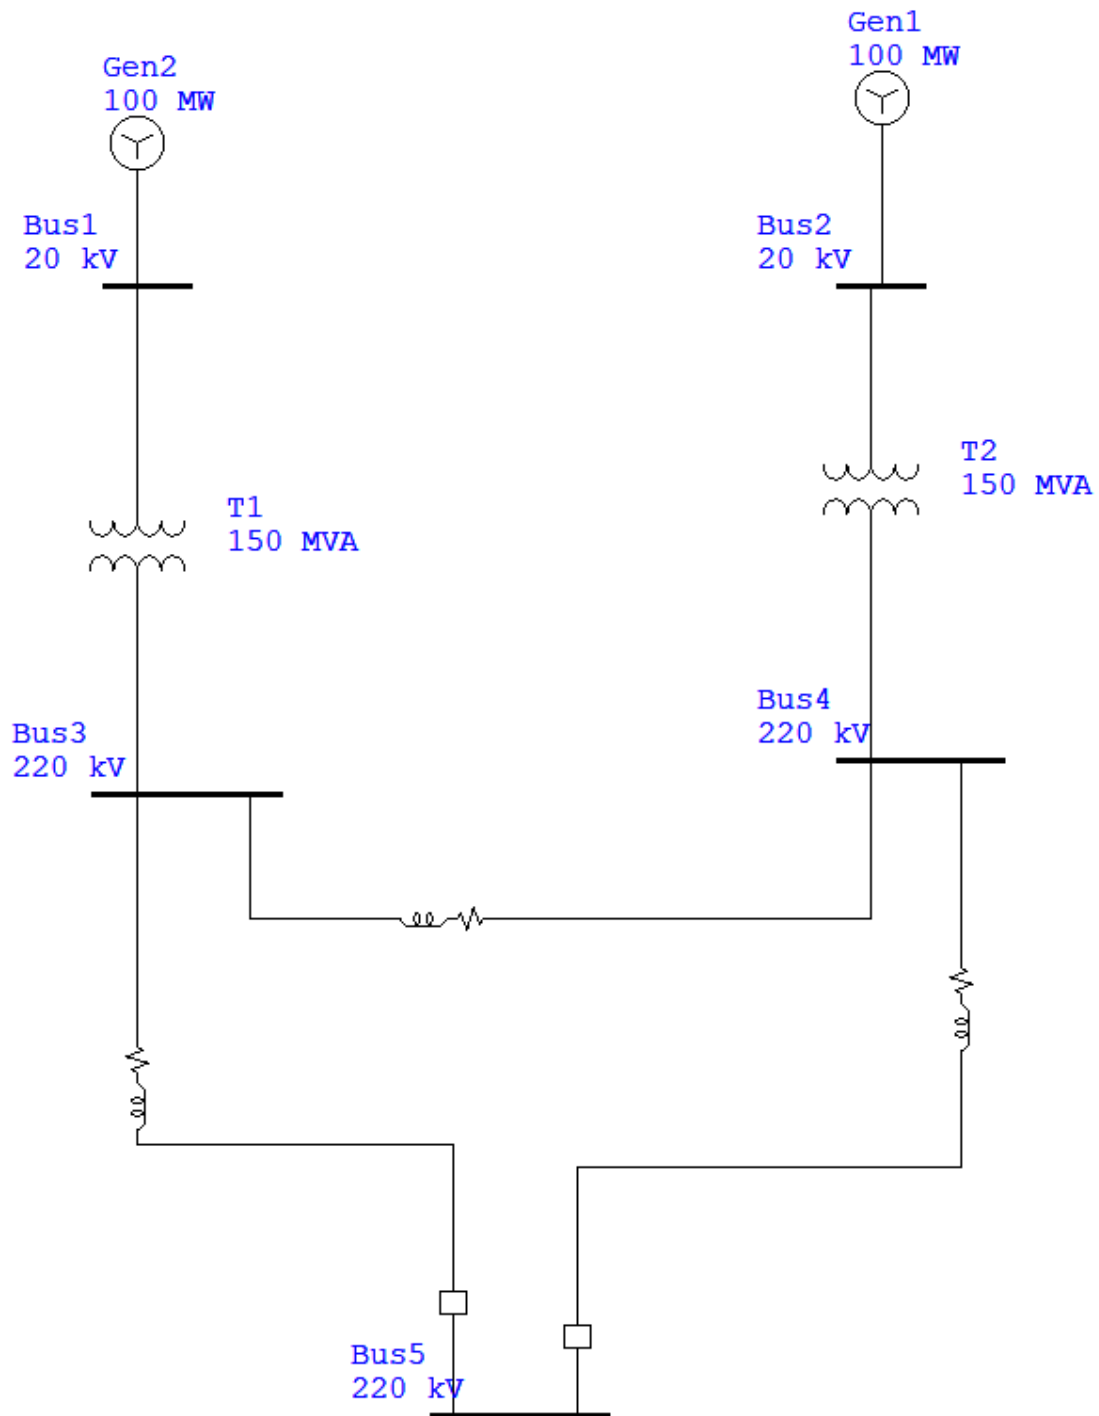 Gen1
100 MW
Gen2
100 MW
Bus1
20 kV
Bus2
20 kV
T2
150 MVA
T1
150 MVA
Bus4
220 kV
Bus3
220 kV
Bus5
220 kV